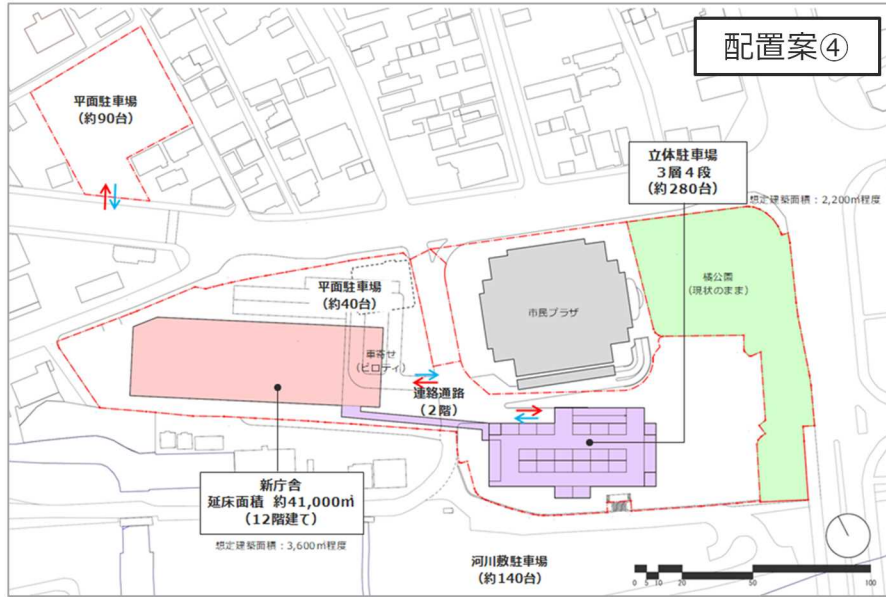 配置案④
平面駐車場
（約90台）
立体駐車場
３層４段
（約280台）
想定建築面積：2,200㎡程度
橘公園
（現状のまま）
平面駐車場
（約40台）
市民プラザ
車寄せ
（ピロティ）
連絡通路
（２階）
新庁舎
延床面積 約41,000㎡
（12階建て）
想定建築面積：3,600㎡程度
河川敷駐車場
（約140台）
0 5 10 20 50 100